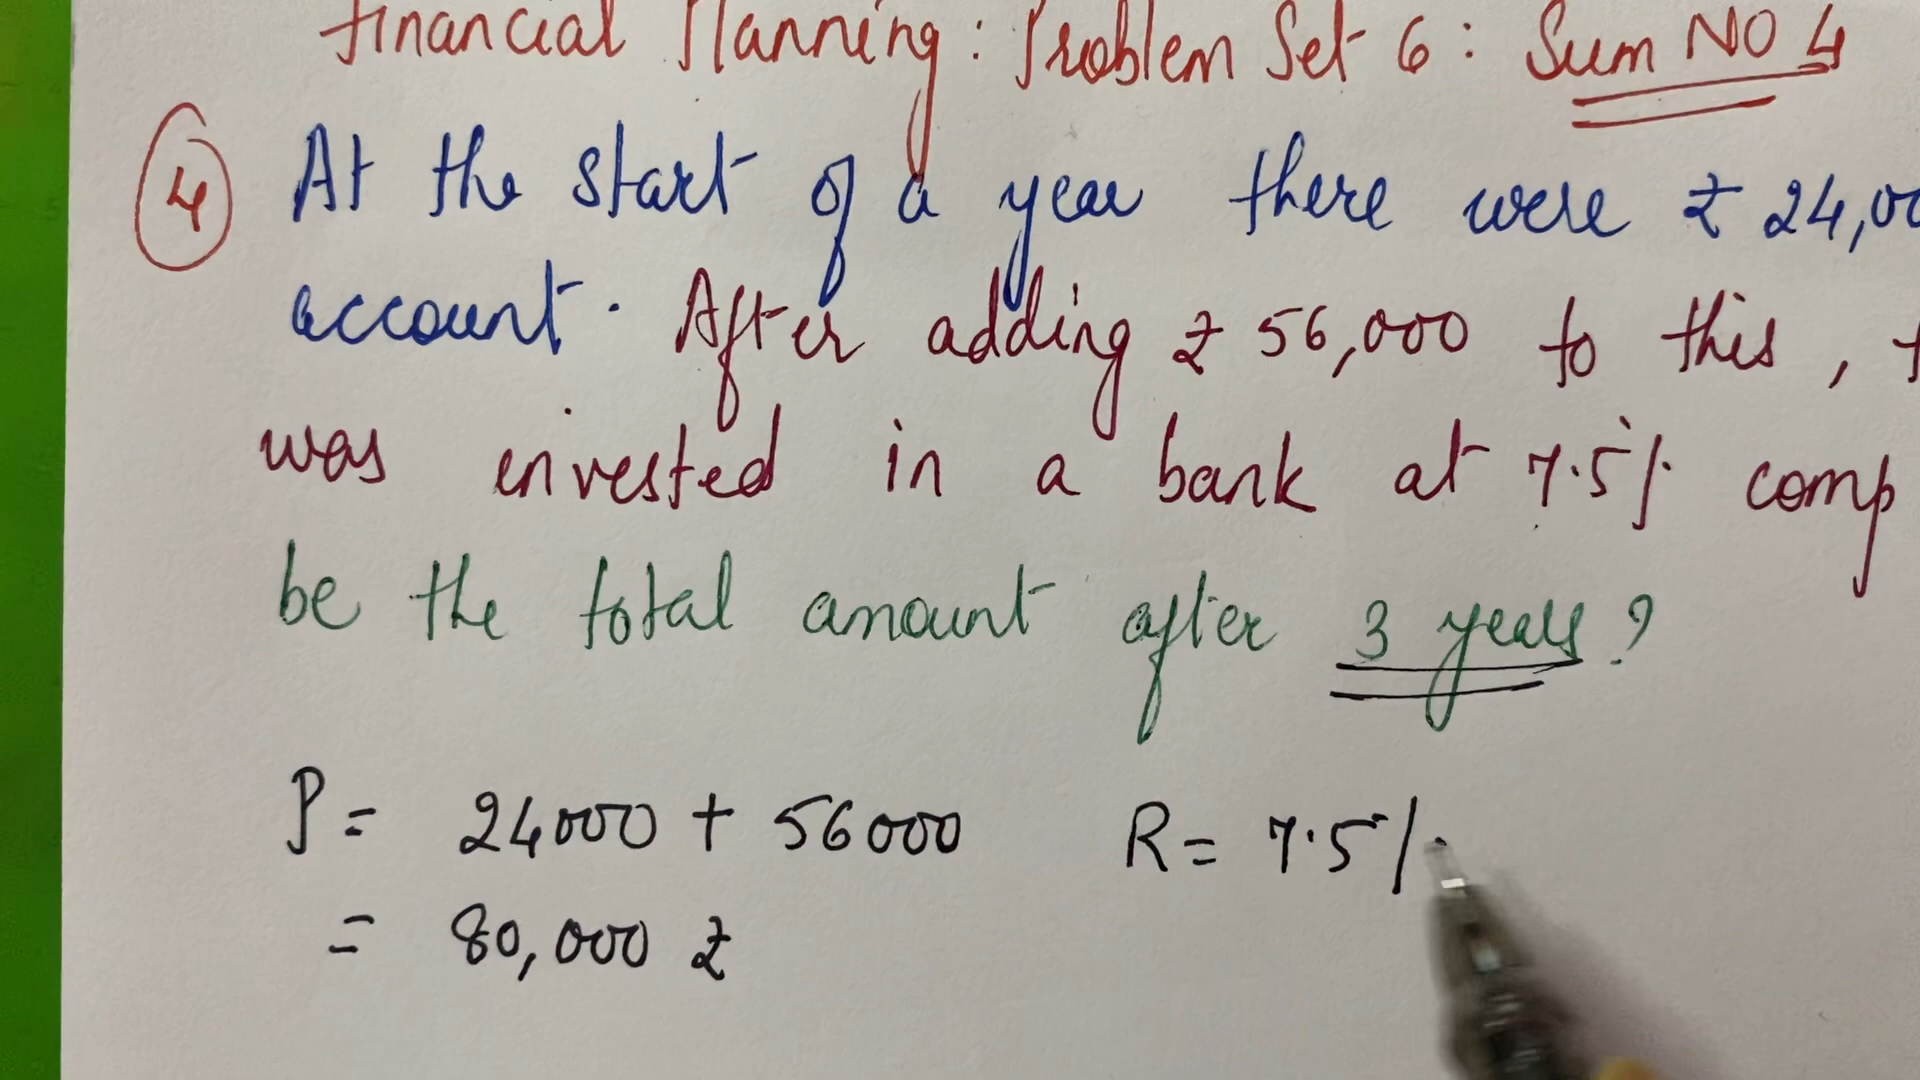 Financial Planning : Problem Set 6 : Sum NO 4
4 At the start of a year there were ₹ 24,00
account. After adding ₹ 56,000 to this, t
was invested in a bank at 7.5% comp
be the total amount after 3 years?
P = 24000 + 56000 R = 7.5%
= 80,000 ₹